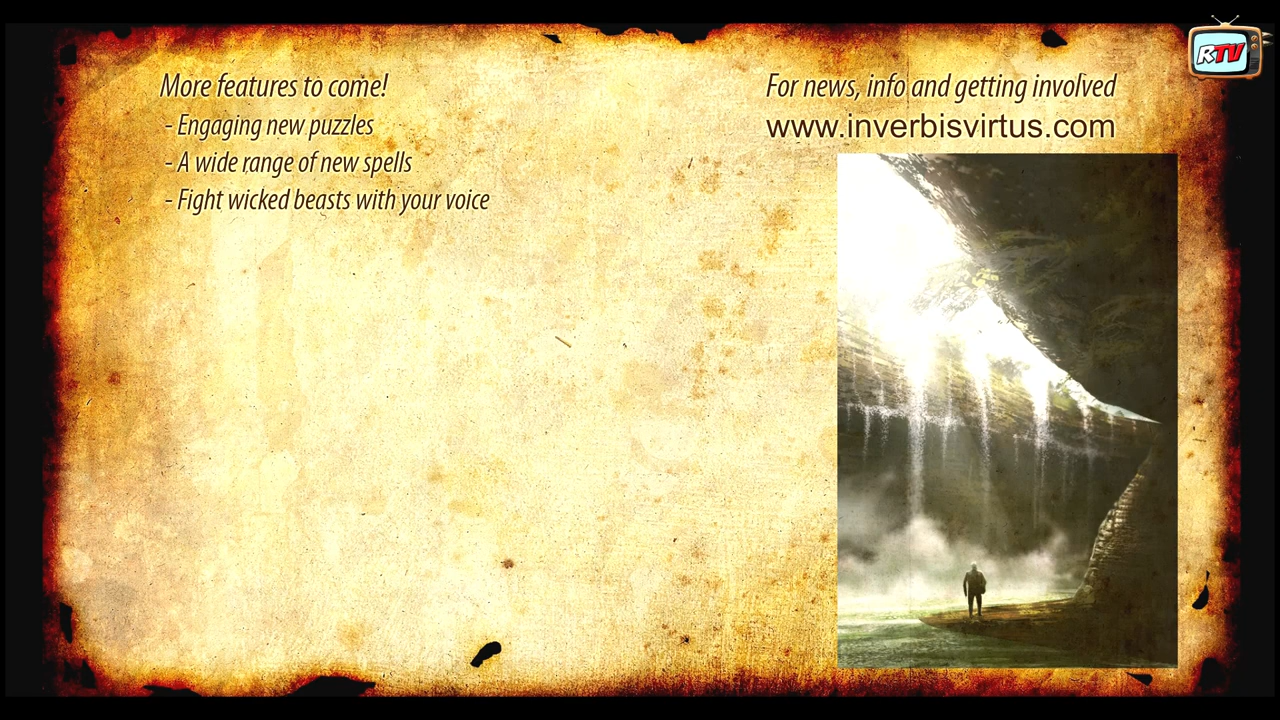 More features to come!
- Engaging new puzzles
- A wide range of new spells
- Fight wicked beasts with your voice
For news, info and getting involved
www.inverbisvirtus.com
RTV